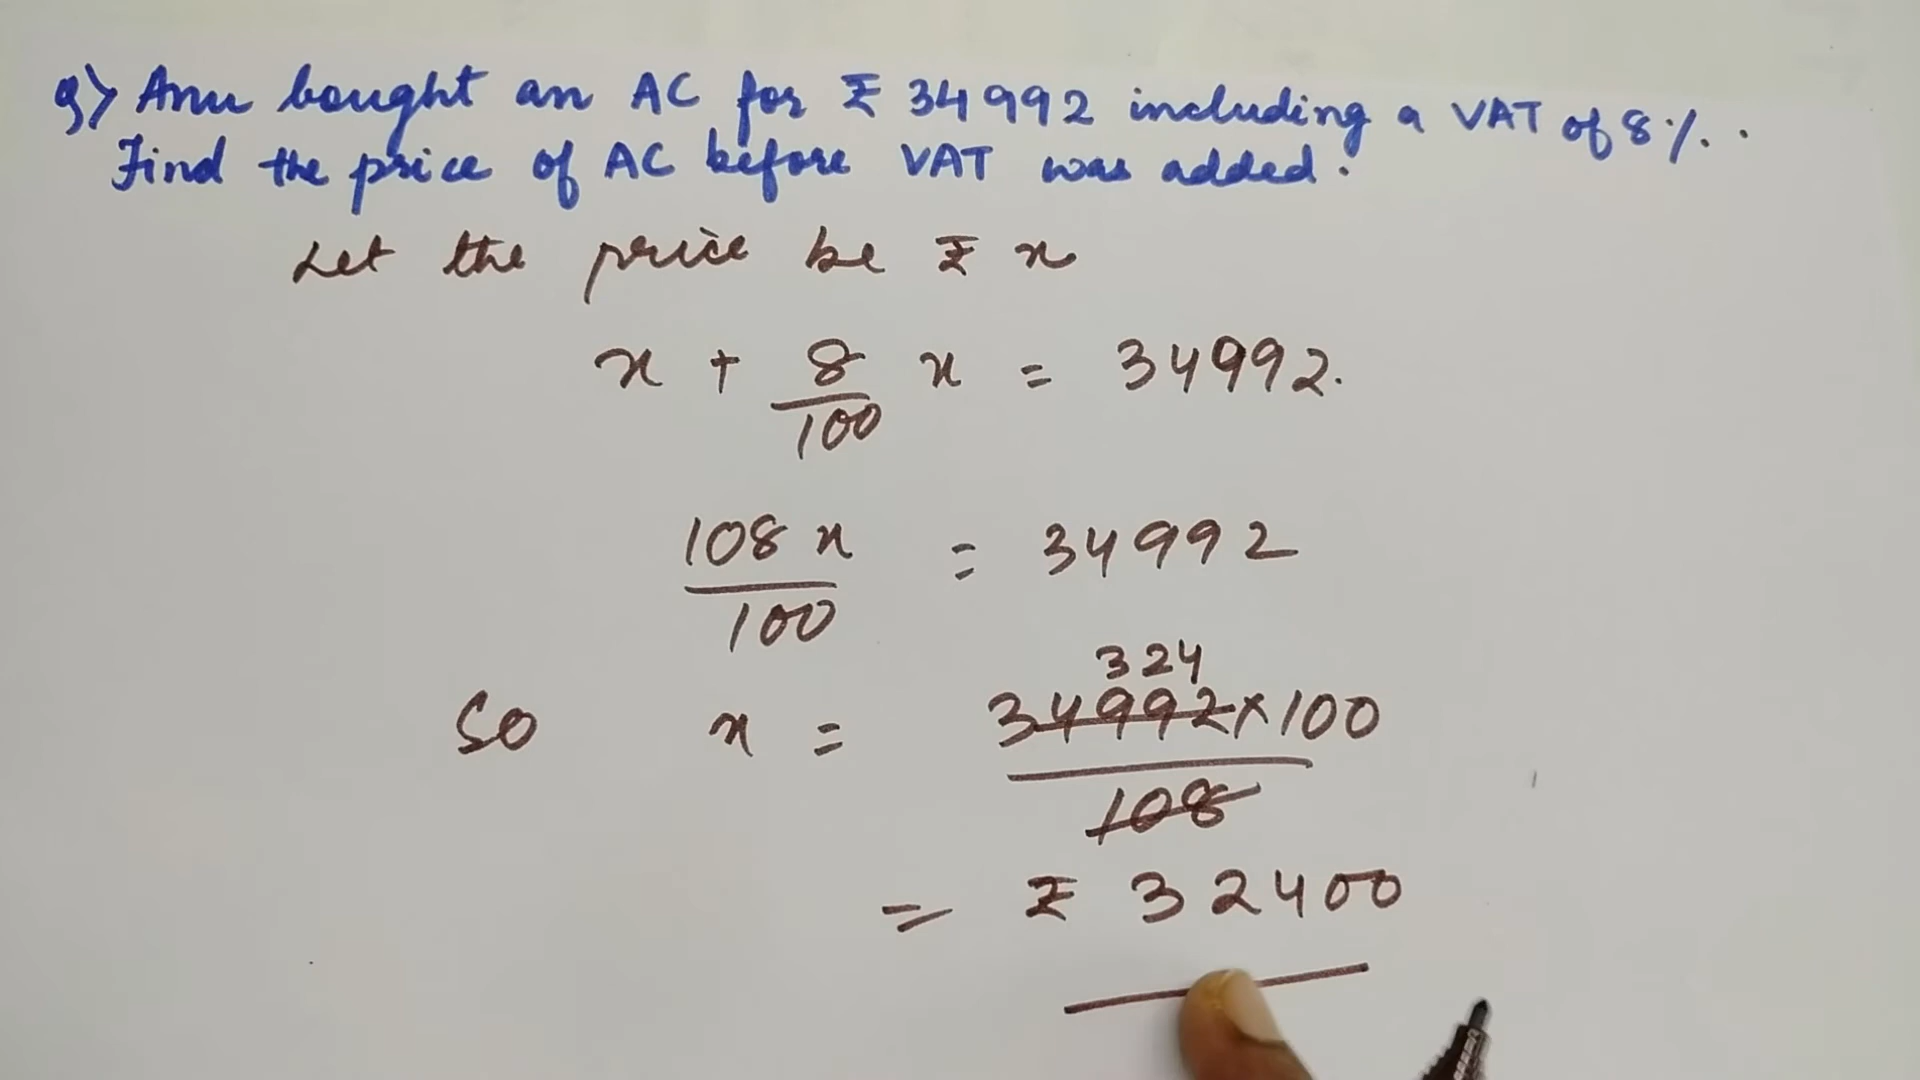 Q) Anu bought an AC for ₹ 34992 including a VAT of 8%.
Find the price of AC before VAT was added.
Let the price be ₹ x
x + 8/100 x = 34992.
108x/100 = 34992
324
So x = 34992×100/108
= ₹ 32400